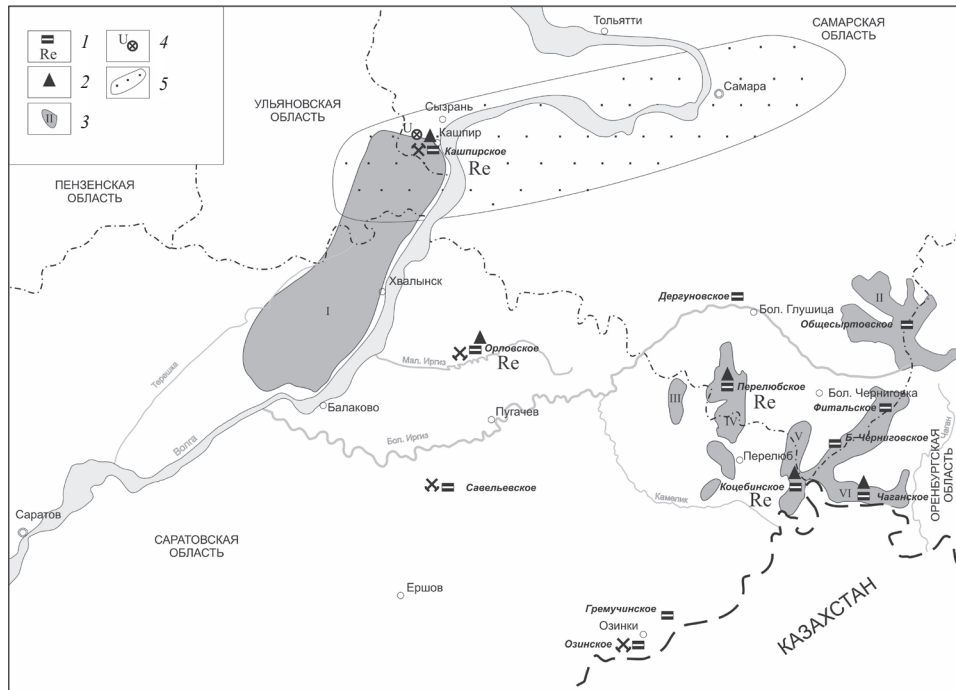 Re
1
2
II
3
U
4
5
Тольятти
САМАРСКАЯ
ОБЛАСТЬ
Самара
УЛЬЯНОВСКАЯ
ОБЛАСТЬ
Сызрань
U
Кашпир
Кашпирское
Re
ПЕНЗЕНСКАЯ
ОБЛАСТЬ
Хвалынск
I
Терешка
Волга
Дергуновское
Бол. Глушица
II
Общесыртовское
Орловское
Re
Мал. Иргиз
Балаково
Пугачев
Бол. Иргиз
III
Перелюбское
Re
IV
Бол. Черниговка
Фитальское
V
Б. Черниговское
Чаган
ОРЕНБУРГСКАЯ
ОБЛАСТЬ
Перелюб
Савельевское
Камелик
Коцебинское
Re
VI
Чаганское
Саратов
САРАТОВСКАЯ
ОБЛАСТЬ
Ершов
Гремучинское
Озинки
Озинское
КАЗАХСТАН